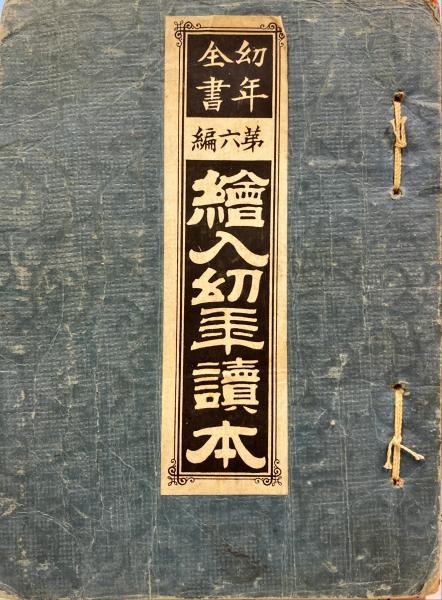 幼年
全書
第六編
繪入幼年讀本